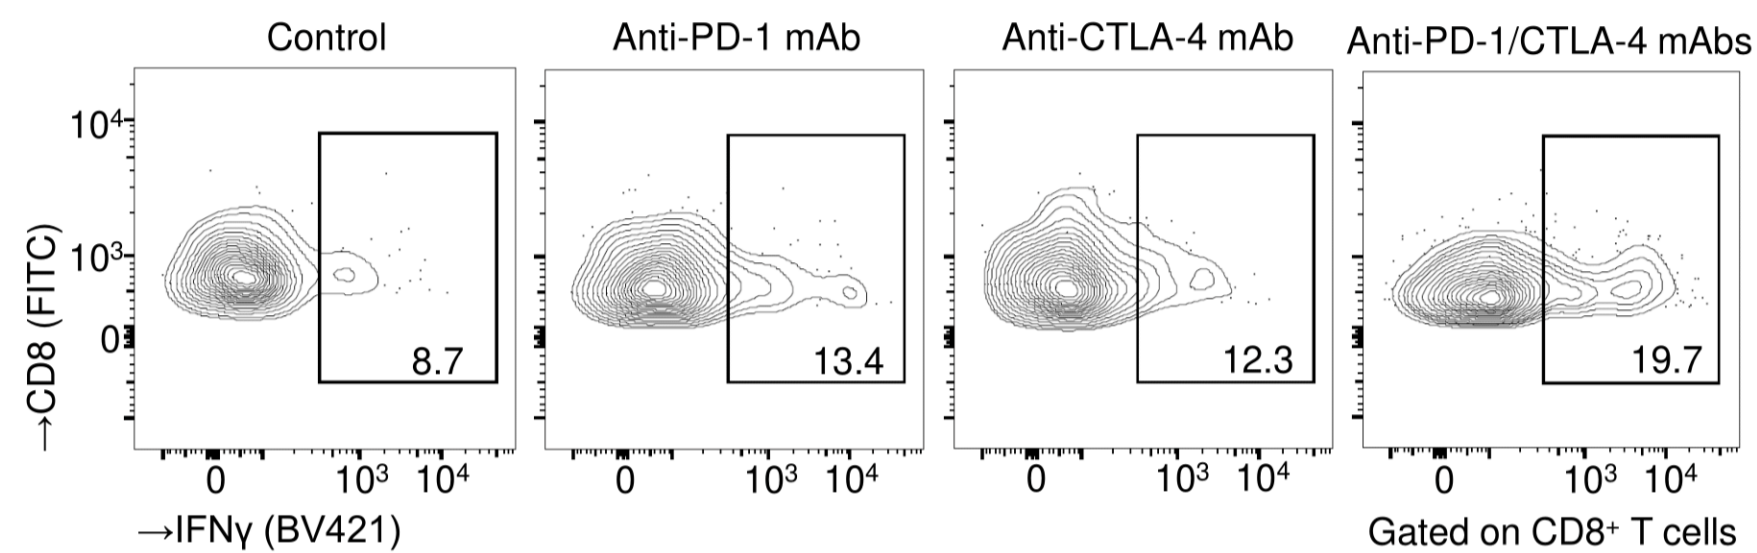 Control
Anti-PD-1 mAb
Anti-CTLA-4 mAb
Anti-PD-1/CTLA-4 mAbs
→CD8 (FITC)
10⁴
10³
0
8.7
13.4
12.3
19.7
0 10³ 10⁴
0 10³ 10⁴
0 10³ 10⁴
0 10³ 10⁴
→IFNγ (BV421)
Gated on CD8⁺ T cells